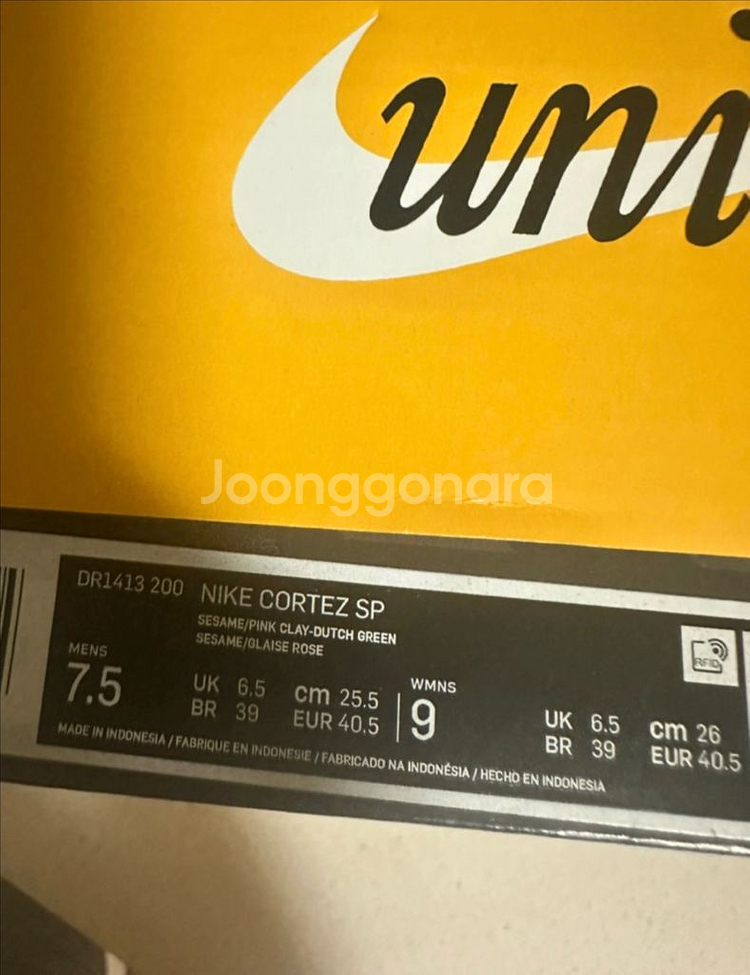 uni
Joonggonara
DR1413 200 NIKE CORTEZ SP
SESAME/PINK CLAY-DUTCH GREEN
SESAME/GLAISE ROSE
RFID
MENS
7.5
UK 6.5 cm 25.5
BR 39 EUR 40.5
WMNS
9
UK 6.5 cm 26
BR 39 EUR 40.5
MADE IN INDONESIA / FABRIQUE EN INDONESIE / FABRICADO NA INDONÉSIA / HECHO EN INDONESIA